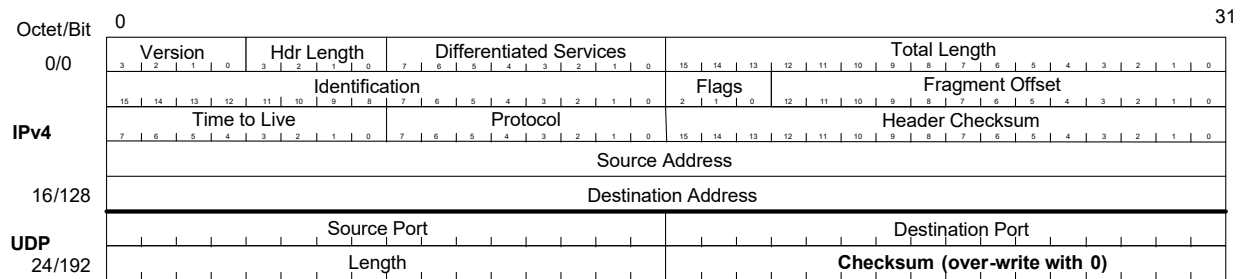 Octet/Bit 0 31
0/0 Version Hdr Length Differentiated Services Total Length
3 2 1 0 3 2 1 0 7 6 5 4 3 2 1 0 15 14 13 12 11 10 9 8 7 6 5 4 3 2 1 0
Identification Flags Fragment Offset
15 14 13 12 11 10 9 8 7 6 5 4 3 2 1 0 2 1 0 12 11 10 9 8 7 6 5 4 3 2 1 0
IPv4 Time to Live Protocol Header Checksum
7 6 5 4 3 2 1 0 7 6 5 4 3 2 1 0 15 14 13 12 11 10 9 8 7 6 5 4 3 2 1 0
Source Address
16/128 Destination Address
UDP Source Port Destination Port
24/192 Length Checksum (over-write with 0)